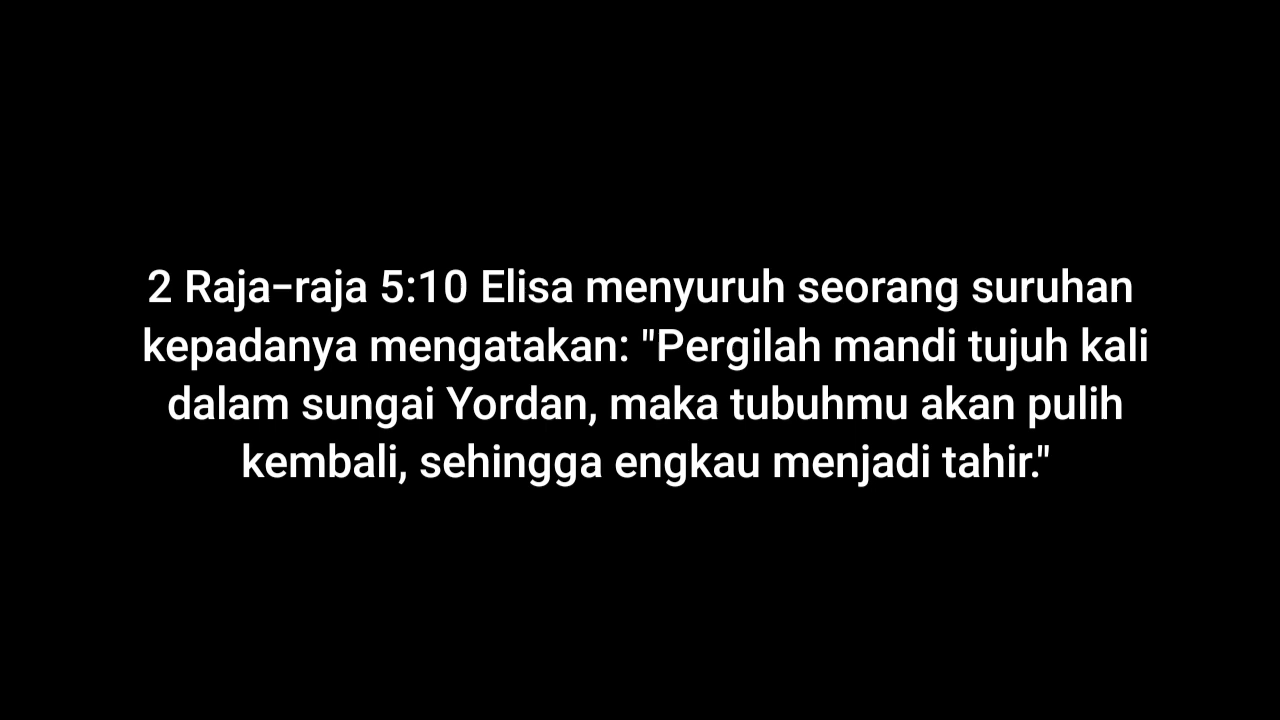 2 Raja-raja 5:10 Elisa menyuruh seorang suruhan
kepadanya mengatakan: "Pergilah mandi tujuh kali
dalam sungai Yordan, maka tubuhmu akan pulih
kembali, sehingga engkau menjadi tahir."